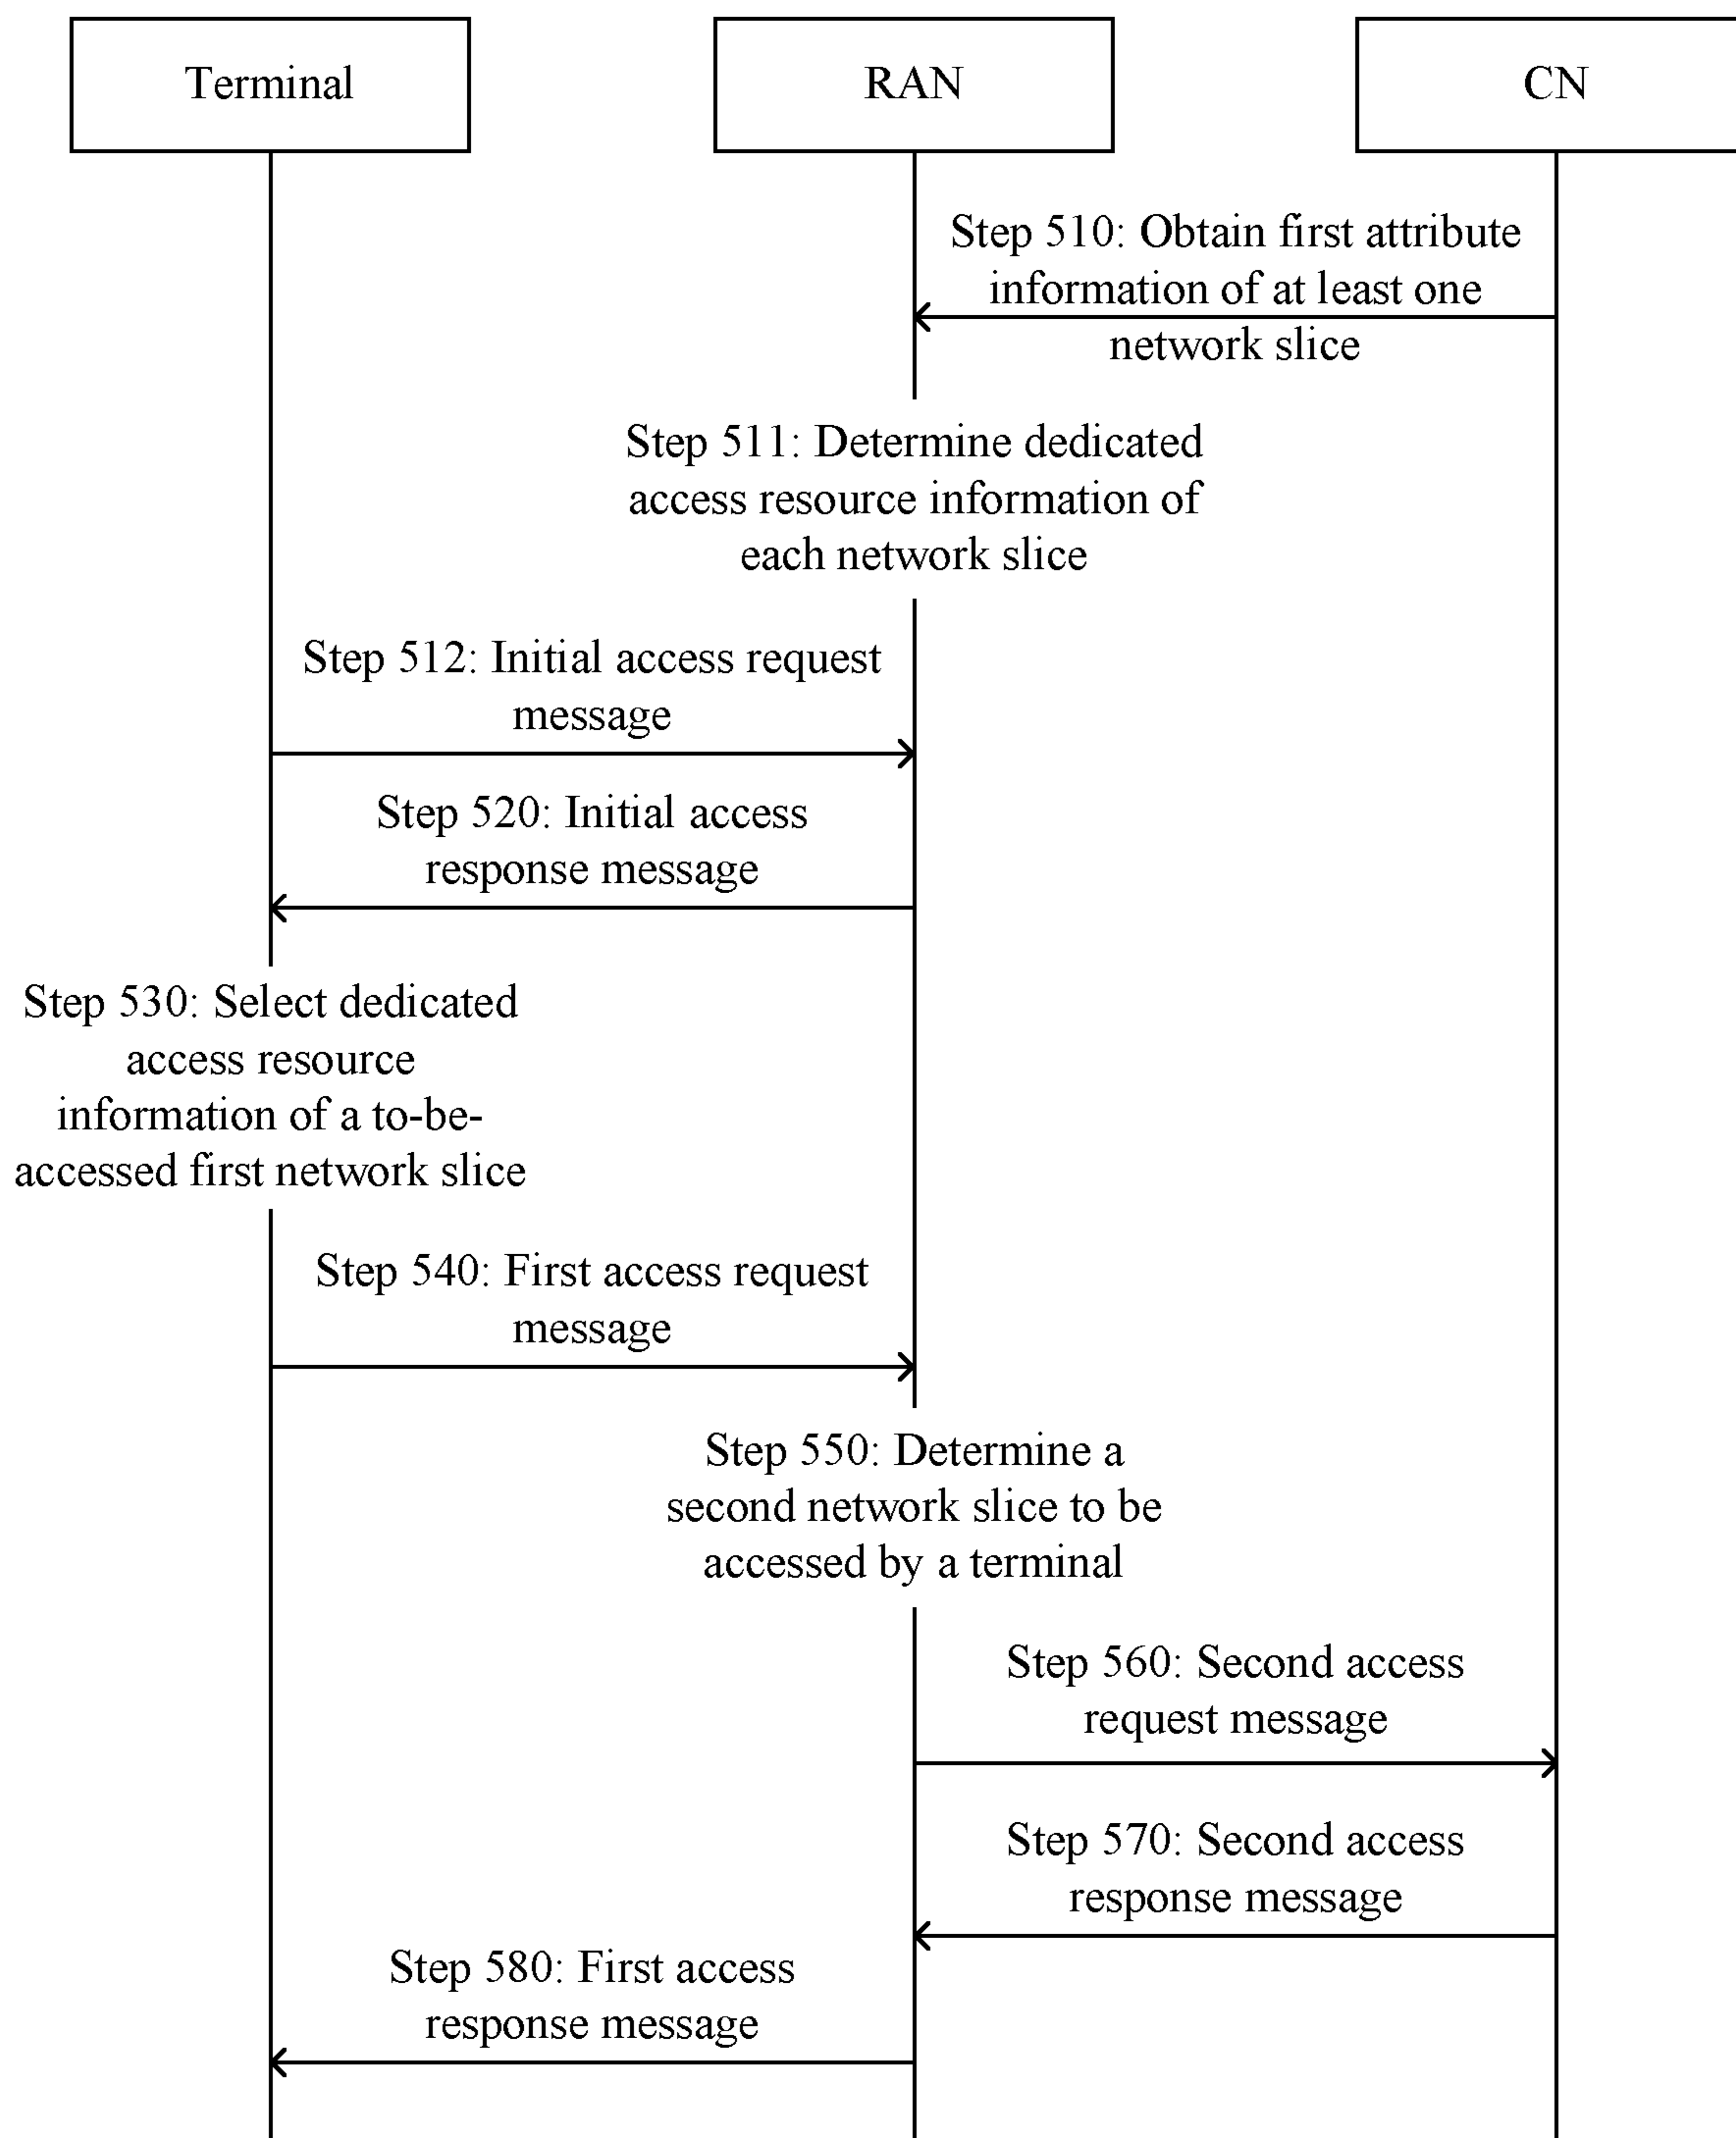 Terminal
RAN
CN
Step 510: Obtain first attribute
information of at least one
network slice
Step 511: Determine dedicated
access resource information of
each network slice
Step 512: Initial access request
message
Step 520: Initial access
response message
Step 530: Select dedicated
access resource
information of a to-be-
accessed first network slice
Step 540: First access request
message
Step 550: Determine a
second network slice to be
accessed by a terminal
Step 560: Second access
request message
Step 570: Second access
response message
Step 580: First access
response message